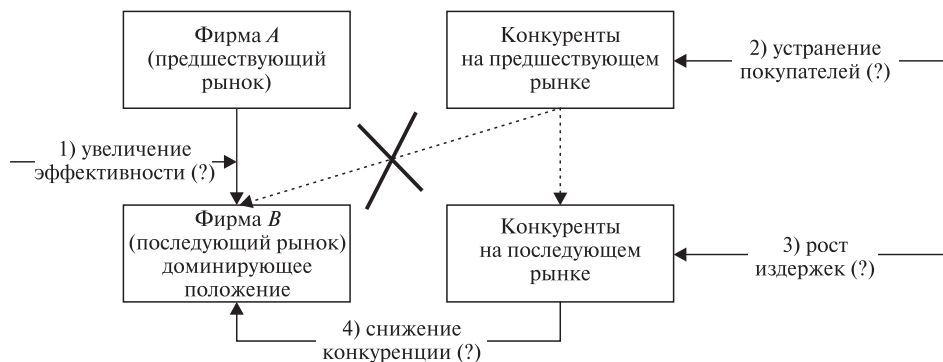 Фирма A
(предшествующий
рынок)
Конкуренты
на предшествующем
рынке
2) устранение
покупателей (?)
1) увеличение
эффективности (?)
Фирма B
(последующий рынок)
доминирующее
положение
Конкуренты
на последующем
рынке
3) рост
издержек (?)
4) снижение
конкуренции (?)